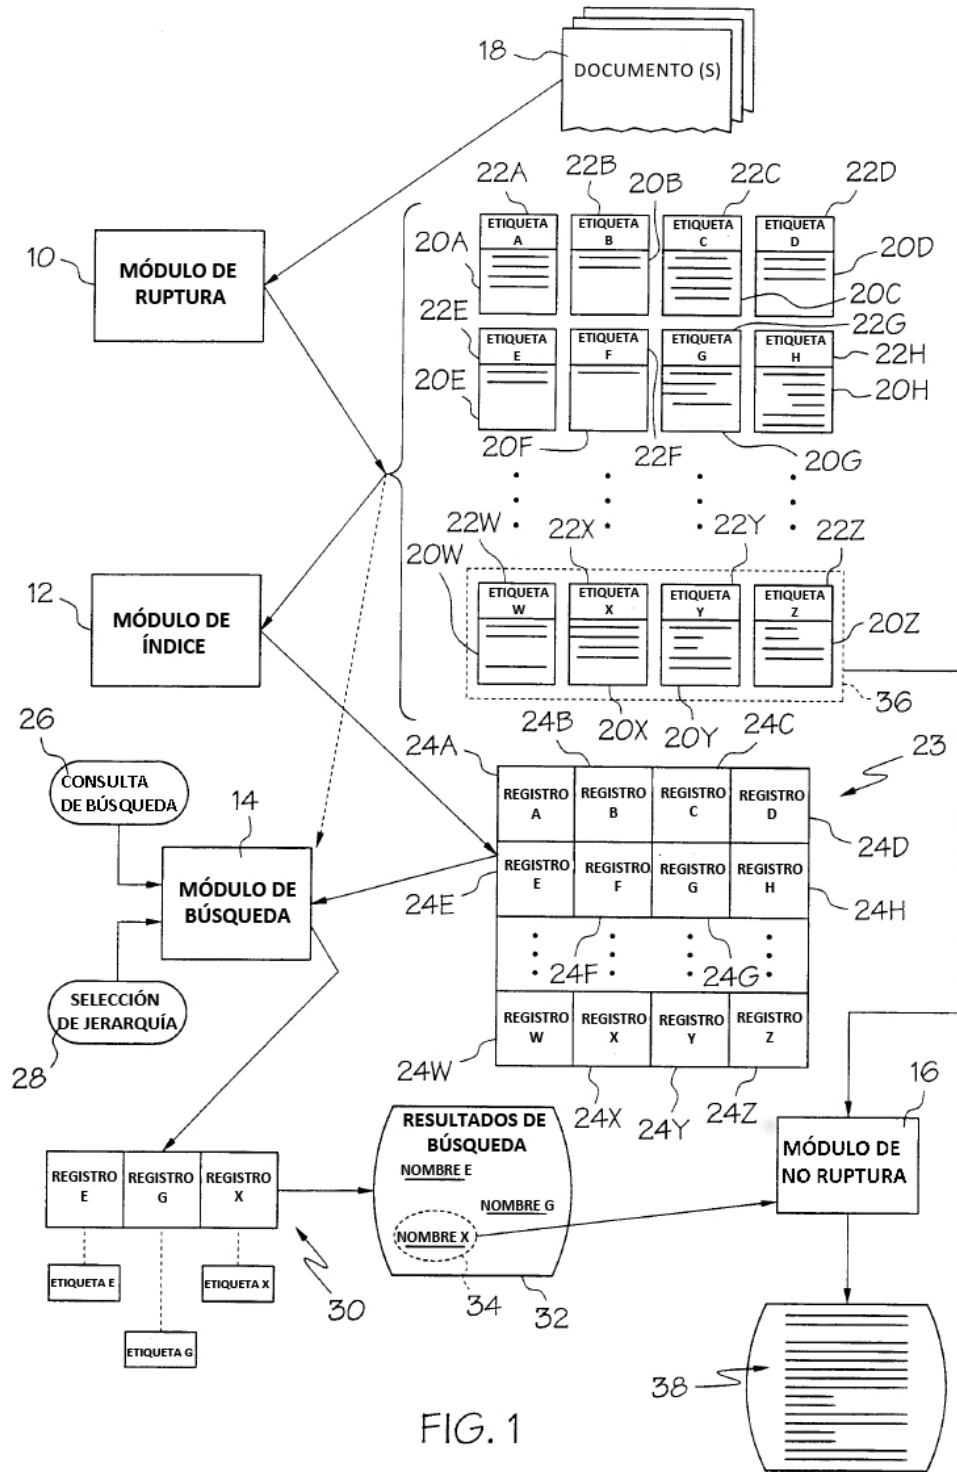 18
DOCUMENTO (S)
22A
22B
20B
22C
22D
ETIQUETA
A
ETIQUETA
B
ETIQUETA
C
ETIQUETA
D
20A
20D
10
MÓDULO DE
RUPTURA
20C
22E
22G
ETIQUETA
E
ETIQUETA
F
ETIQUETA
G
ETIQUETA
H
22H
20E
20H
20F
22F
20G
22W
22X
22Y
22Z
20W
12
MÓDULO DE
ÍNDICE
ETIQUETA
W
ETIQUETA
X
ETIQUETA
Y
ETIQUETA
Z
20Z
36
20X
20Y
24B
24C
26
24A
23
CONSULTA
DE BÚSQUEDA
14
REGISTRO
A
REGISTRO
B
REGISTRO
C
REGISTRO
D
24D
MÓDULO DE
BÚSQUEDA
24E
REGISTRO
E
REGISTRO
F
REGISTRO
G
REGISTRO
H
24H
24F
24G
SELECCIÓN
DE JERARQUÍA
28
REGISTRO
W
REGISTRO
X
REGISTRO
Y
REGISTRO
Z
24W
24X
24Y
24Z
16
RESULTADOS DE
BÚSQUEDA
MÓDULO DE
NO RUPTURA
REGISTRO
E
REGISTRO
G
REGISTRO
X
NOMBRE E
NOMBRE G
NOMBRE X
ETIQUETA E
ETIQUETA X
30
34
32
ETIQUETA G
38
FIG. 1